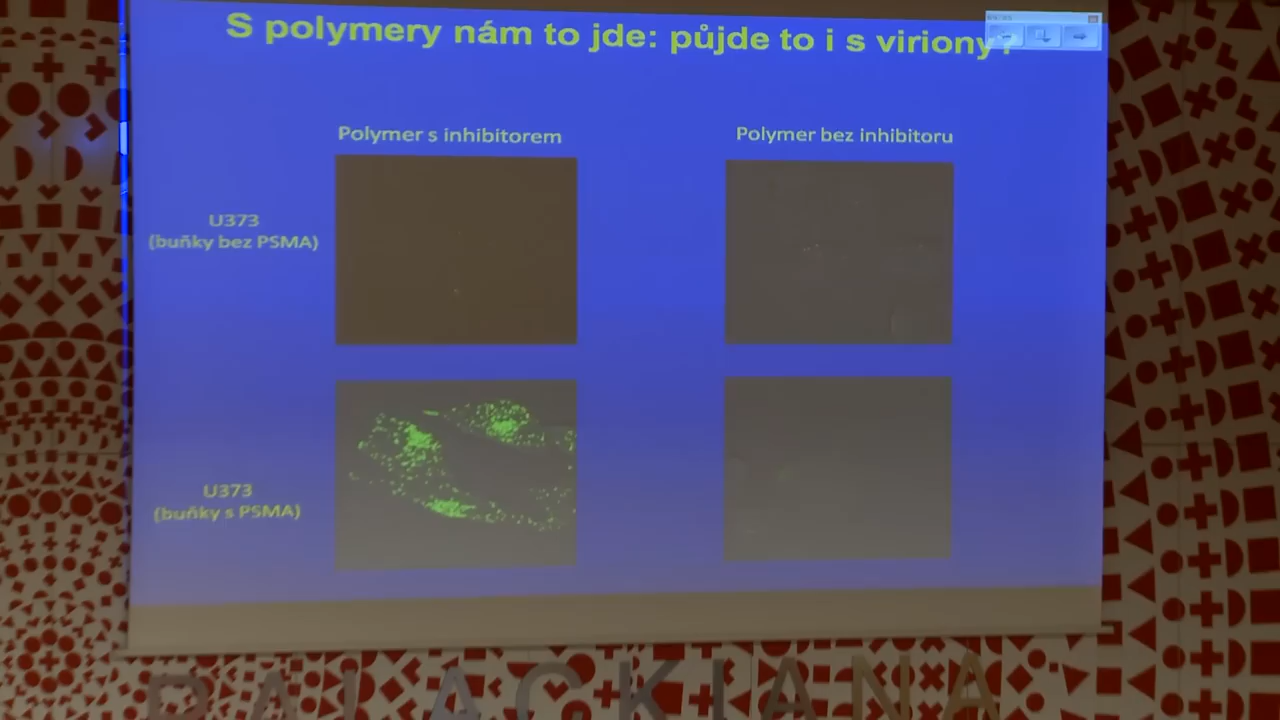 S polymery nám to jde: půjde to i s viriony?
Polymer s inhibitorem
Polymer bez inhibitoru
U373
(buňky bez PSMA)
U373
(buňky s PSMA)
PALACKIANA